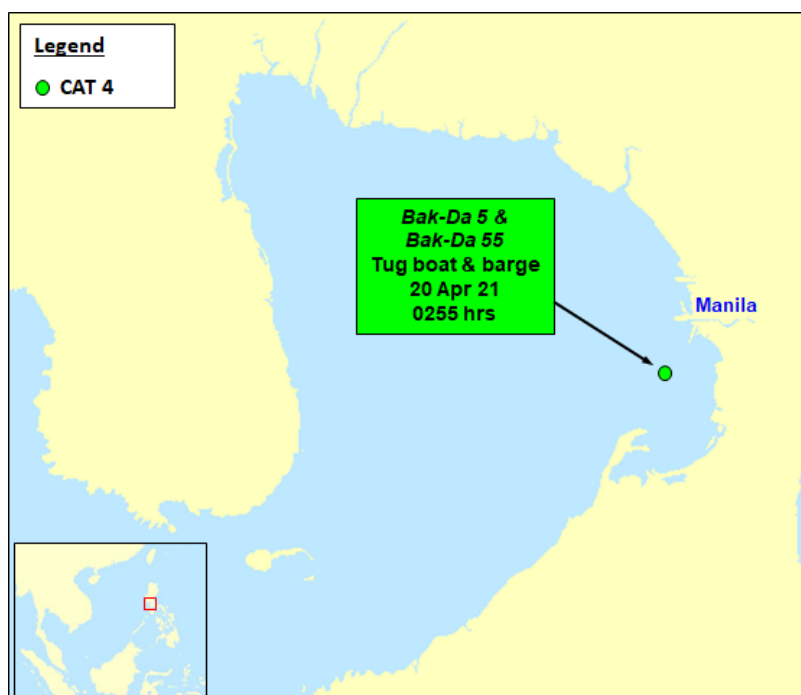 Legend
CAT 4
Bak-Da 5 &
Bak-Da 55
Tug boat & barge
20 Apr 21
0255 hrs
Manila